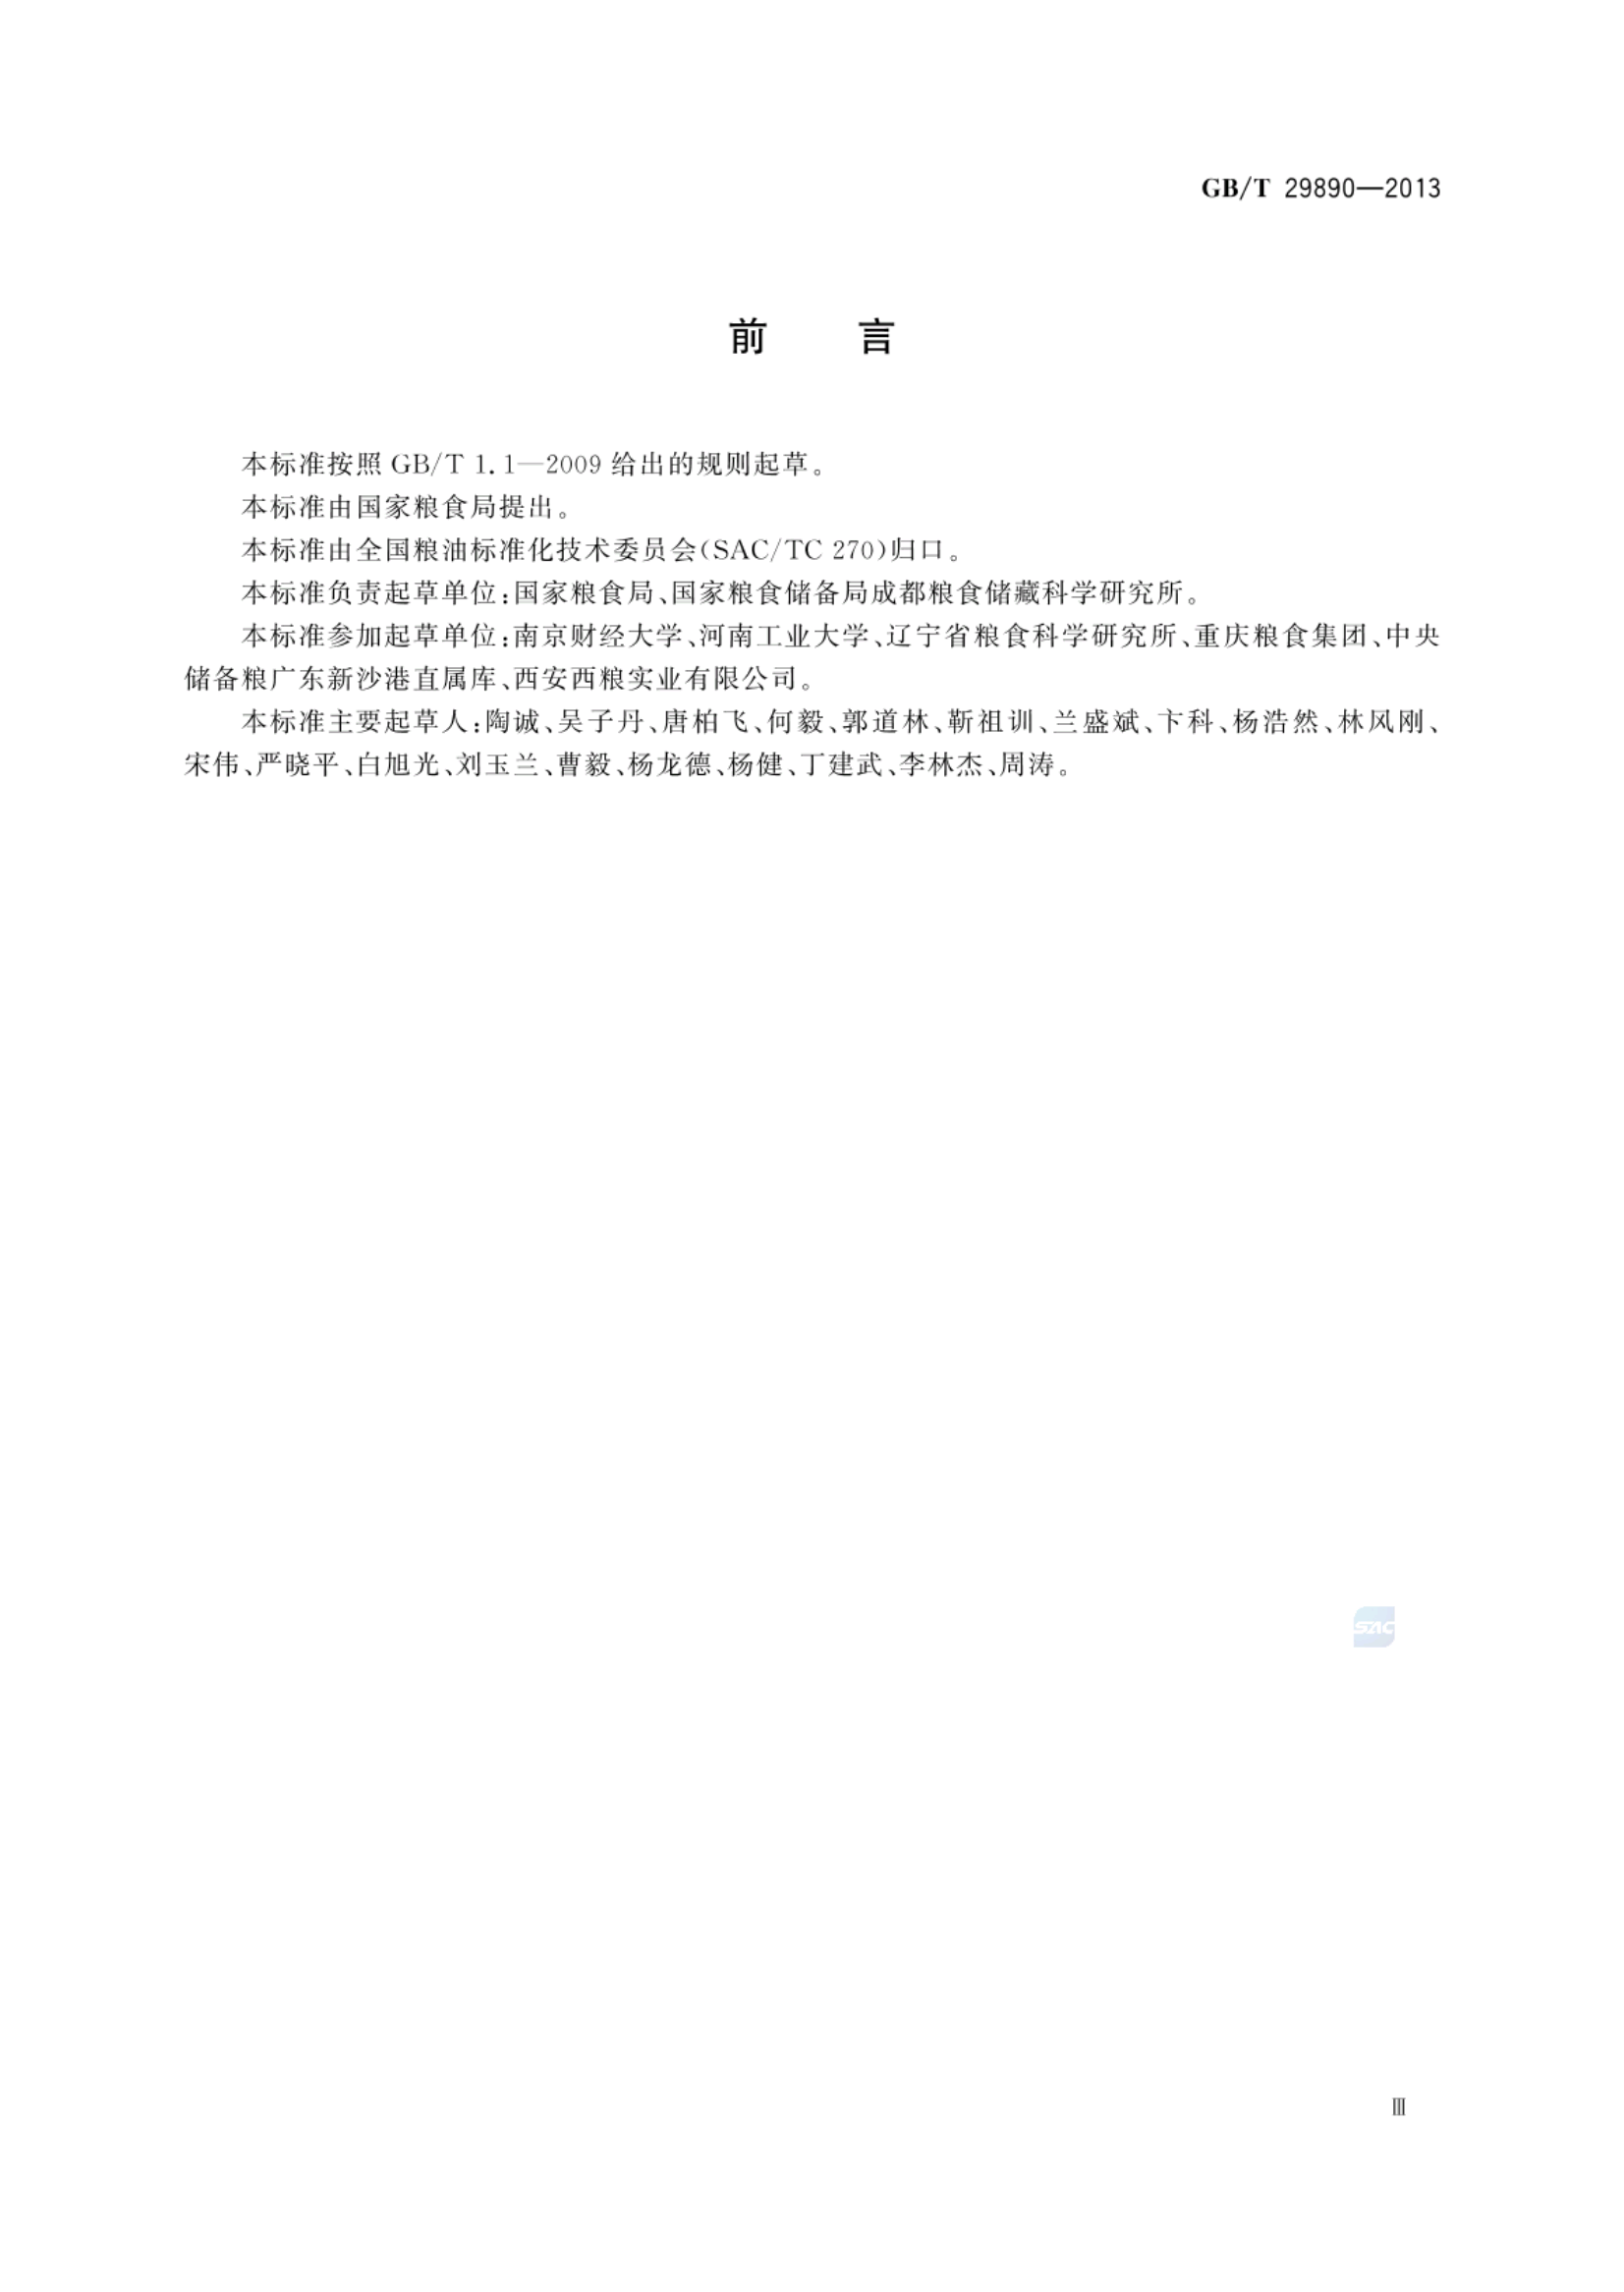 GB/T 29890—2013
前 言
本标准按照 GB/T 1.1—2009 给出的规则起草。
本标准由国家粮食局提出。
本标准由全国粮油标准化技术委员会(SAC/TC 270)归口。
本标准负责起草单位:国家粮食局、国家粮食储备局成都粮食储藏科学研究所。
本标准参加起草单位:南京财经大学、河南工业大学、辽宁省粮食科学研究所、重庆粮食集团、中央
储备粮广东新沙港直属库、西安西粮实业有限公司。
本标准主要起草人:陶诚、吴子丹、唐柏飞、何毅、郭道林、靳祖训、兰盛斌、卞科、杨浩然、林风刚、
宋伟、严晓平、白旭光、刘玉兰、曹毅、杨龙德、杨健、丁建武、李林杰、周涛。
SAC
Ⅲ